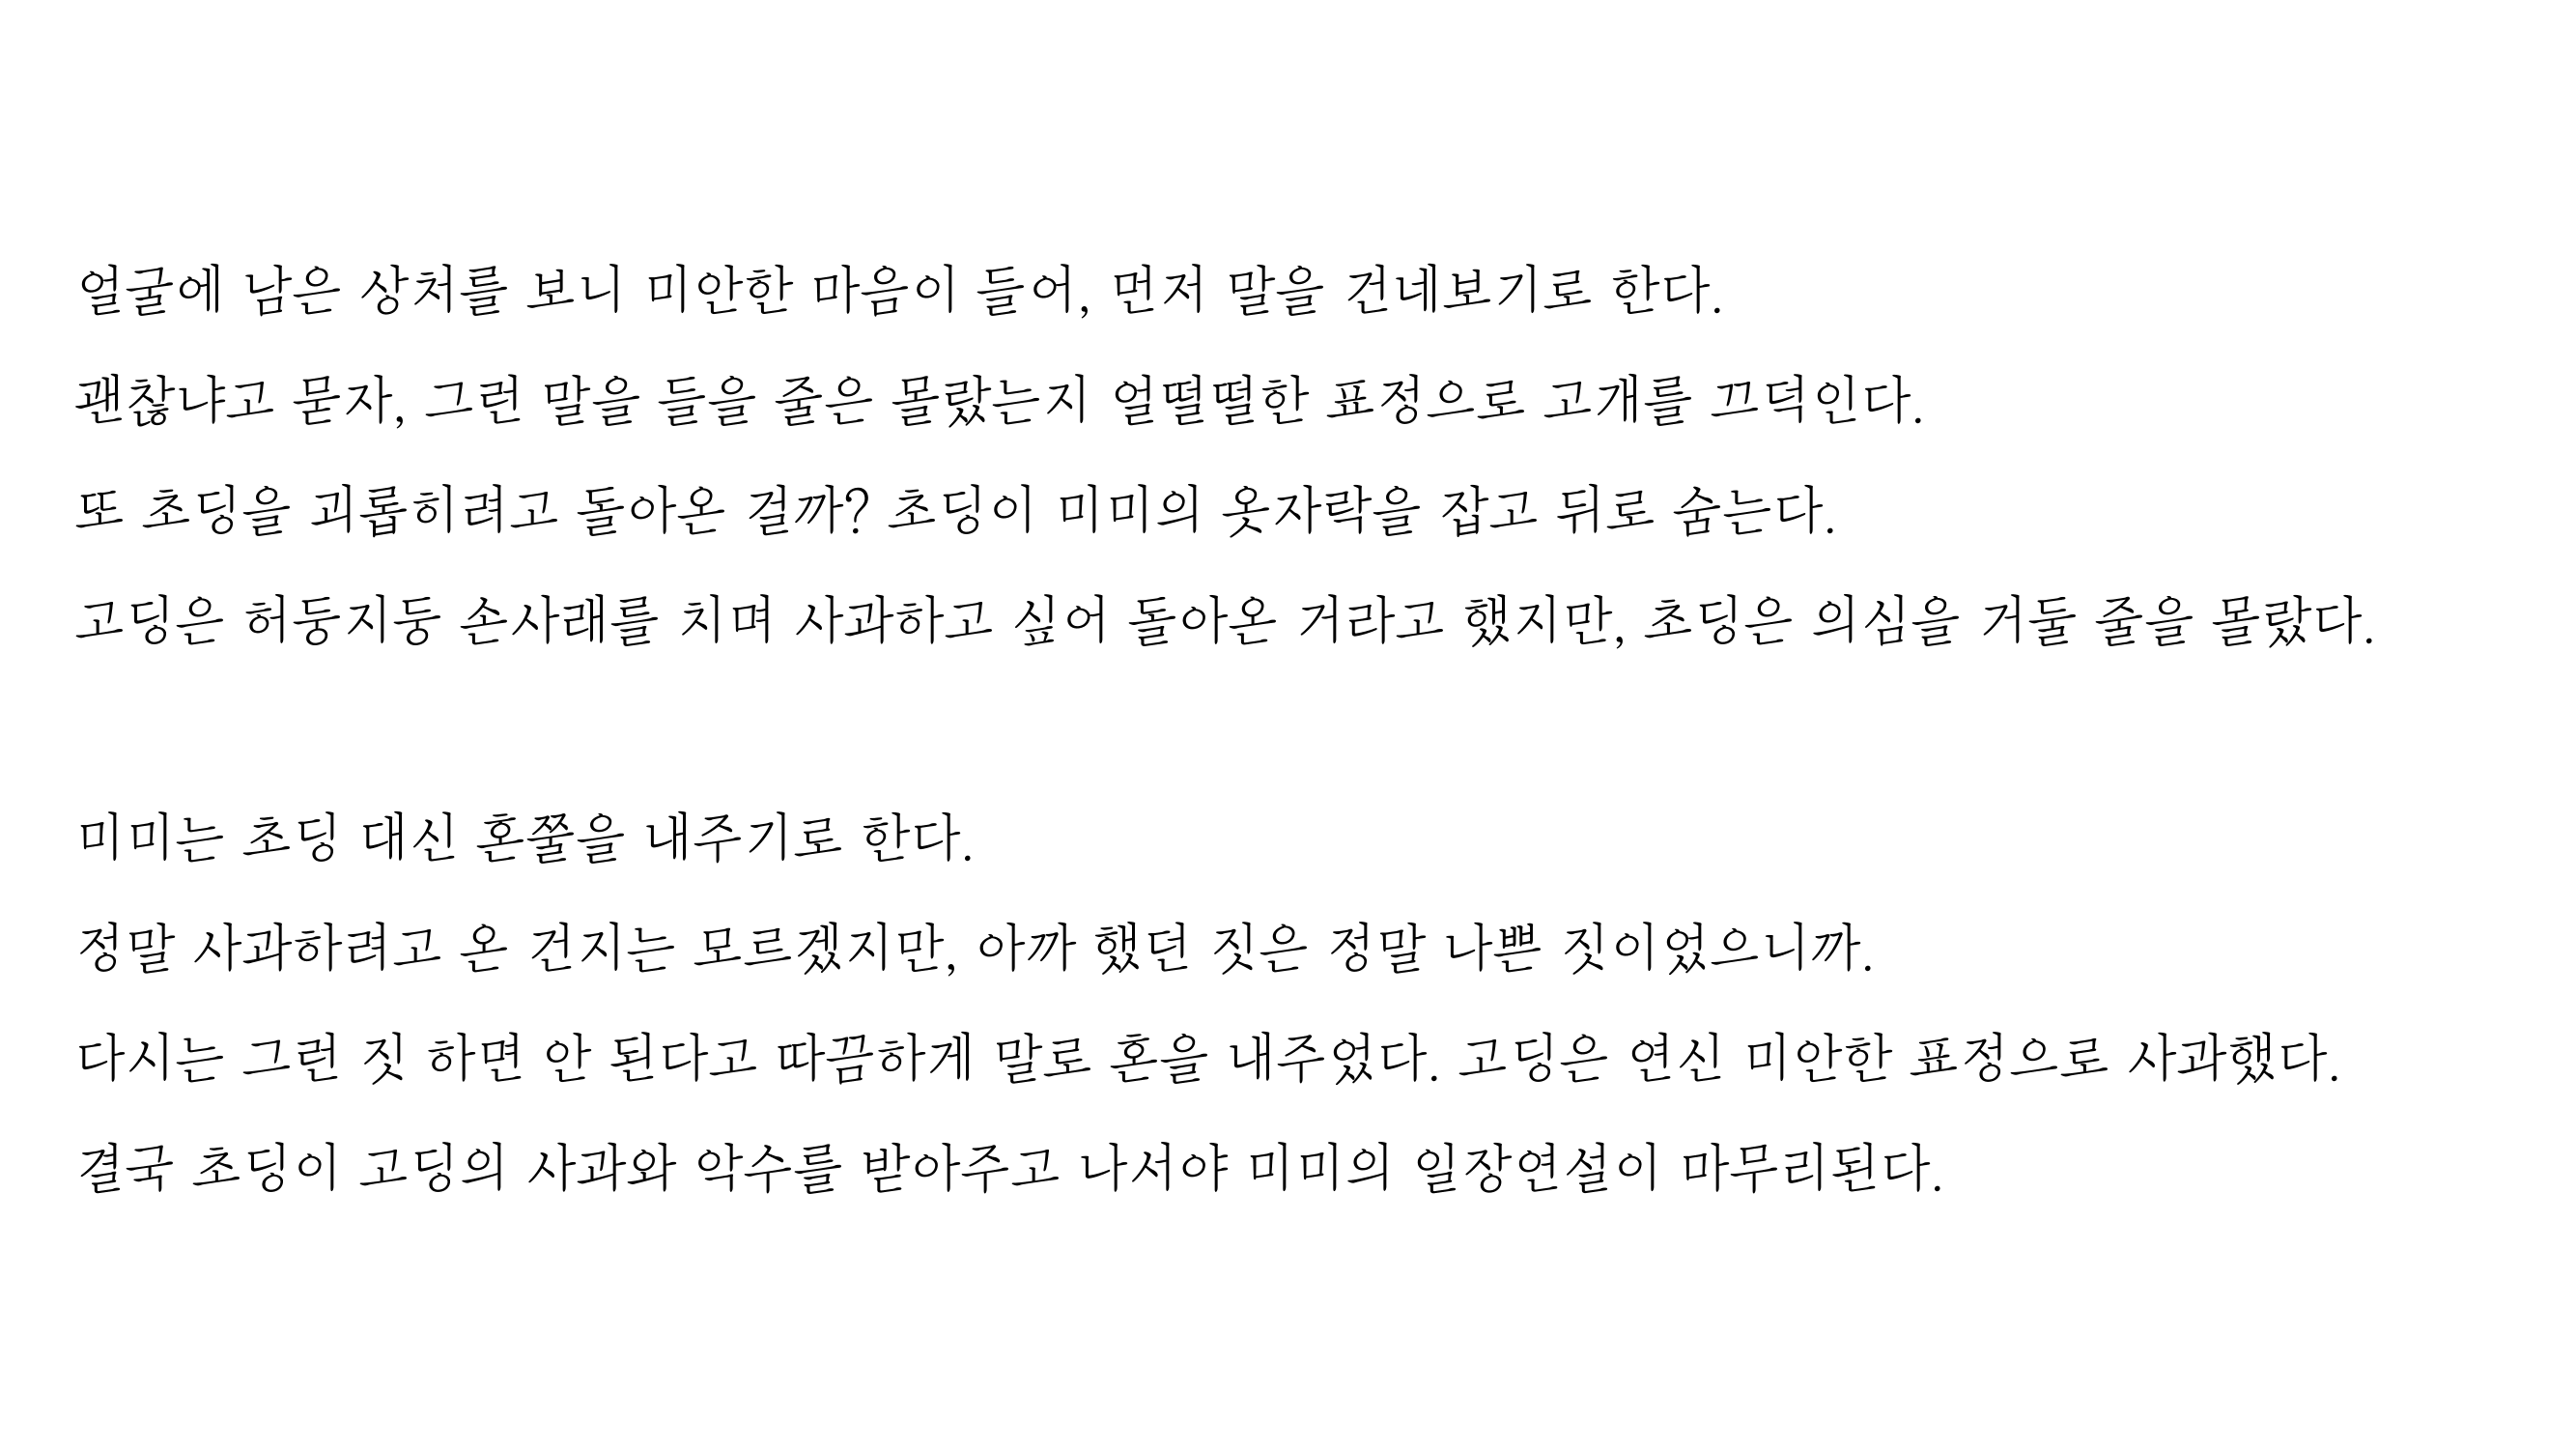 얼굴에 남은 상처를 보니 미안한 마음이 들어, 먼저 말을 건네보기로 한다.
괜찮냐고 묻자, 그런 말을 들을 줄은 몰랐는지 얼떨떨한 표정으로 고개를 끄덕인다.
또 초딩을 괴롭히려고 돌아온 걸까? 초딩이 미미의 옷자락을 잡고 뒤로 숨는다.
고딩은 허둥지둥 손사래를 치며 사과하고 싶어 돌아온 거라고 했지만, 초딩은 의심을 거둘 줄을 몰랐다.
미미는 초딩 대신 혼쭐을 내주기로 한다.
정말 사과하려고 온 건지는 모르겠지만, 아까 했던 짓은 정말 나쁜 짓이었으니까.
다시는 그런 짓 하면 안 된다고 따끔하게 말로 혼을 내주었다. 고딩은 연신 미안한 표정으로 사과했다.
결국 초딩이 고딩의 사과와 악수를 받아주고 나서야 미미의 일장연설이 마무리된다.